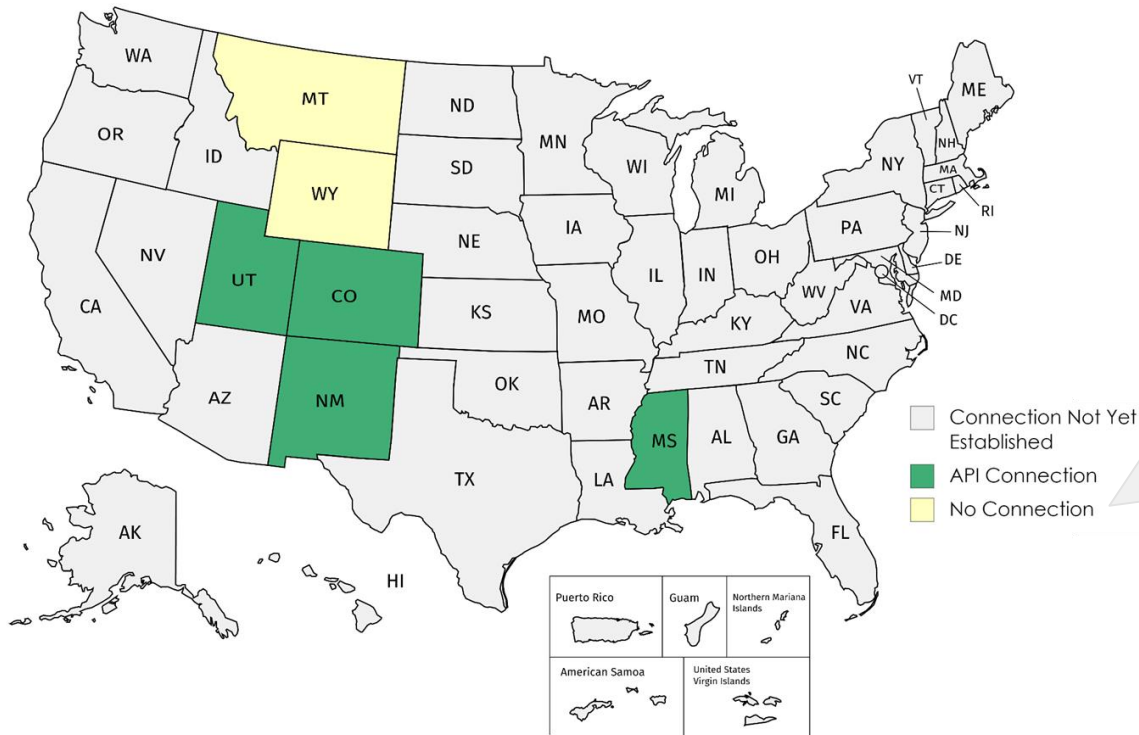 WA
MT
ND
MN
VT
ME
OR
ID
SD
WI
MI
NY
NH
MA
CT
RI
WY
NE
IA
PA
NJ
NV
UT
CO
IL
IN
OH
DE
MD
DC
CA
KS
MO
KY
WV
VA
AZ
NM
OK
AR
TN
NC
SC
MS
AL
GA
TX
LA
FL
AK
HI
Connection Not Yet
Established
API Connection
No Connection
Puerto Rico
Guam
Northern Mariana
Islands
American Samoa
United States
Virgin Islands